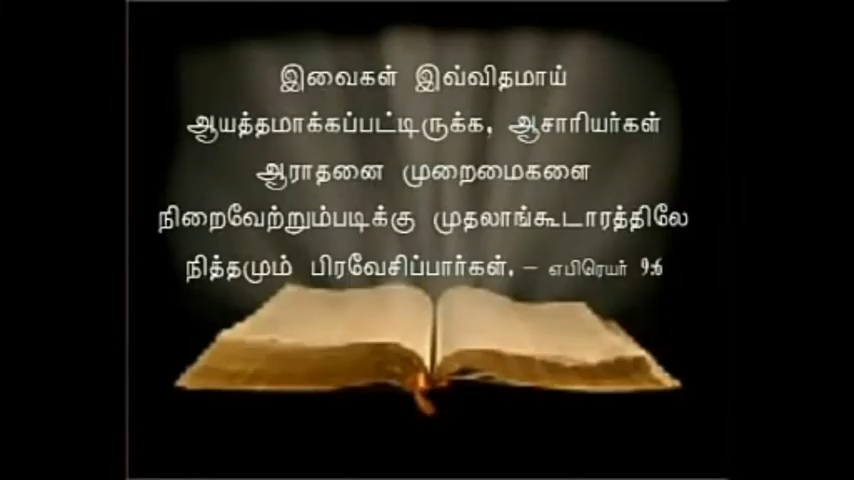 இவைகள் இவ்விதமாய்
ஆயத்தமாக்கப்பட்டிருக்க, ஆசாரியர்கள்
ஆராதனை முறைமைகளை
நிறைவேற்றும்படிக்கு முதலாங்கூடாரத்திலே
நித்தமும் பிரவேசிப்பார்கள். – எபிரெயர் 9:6